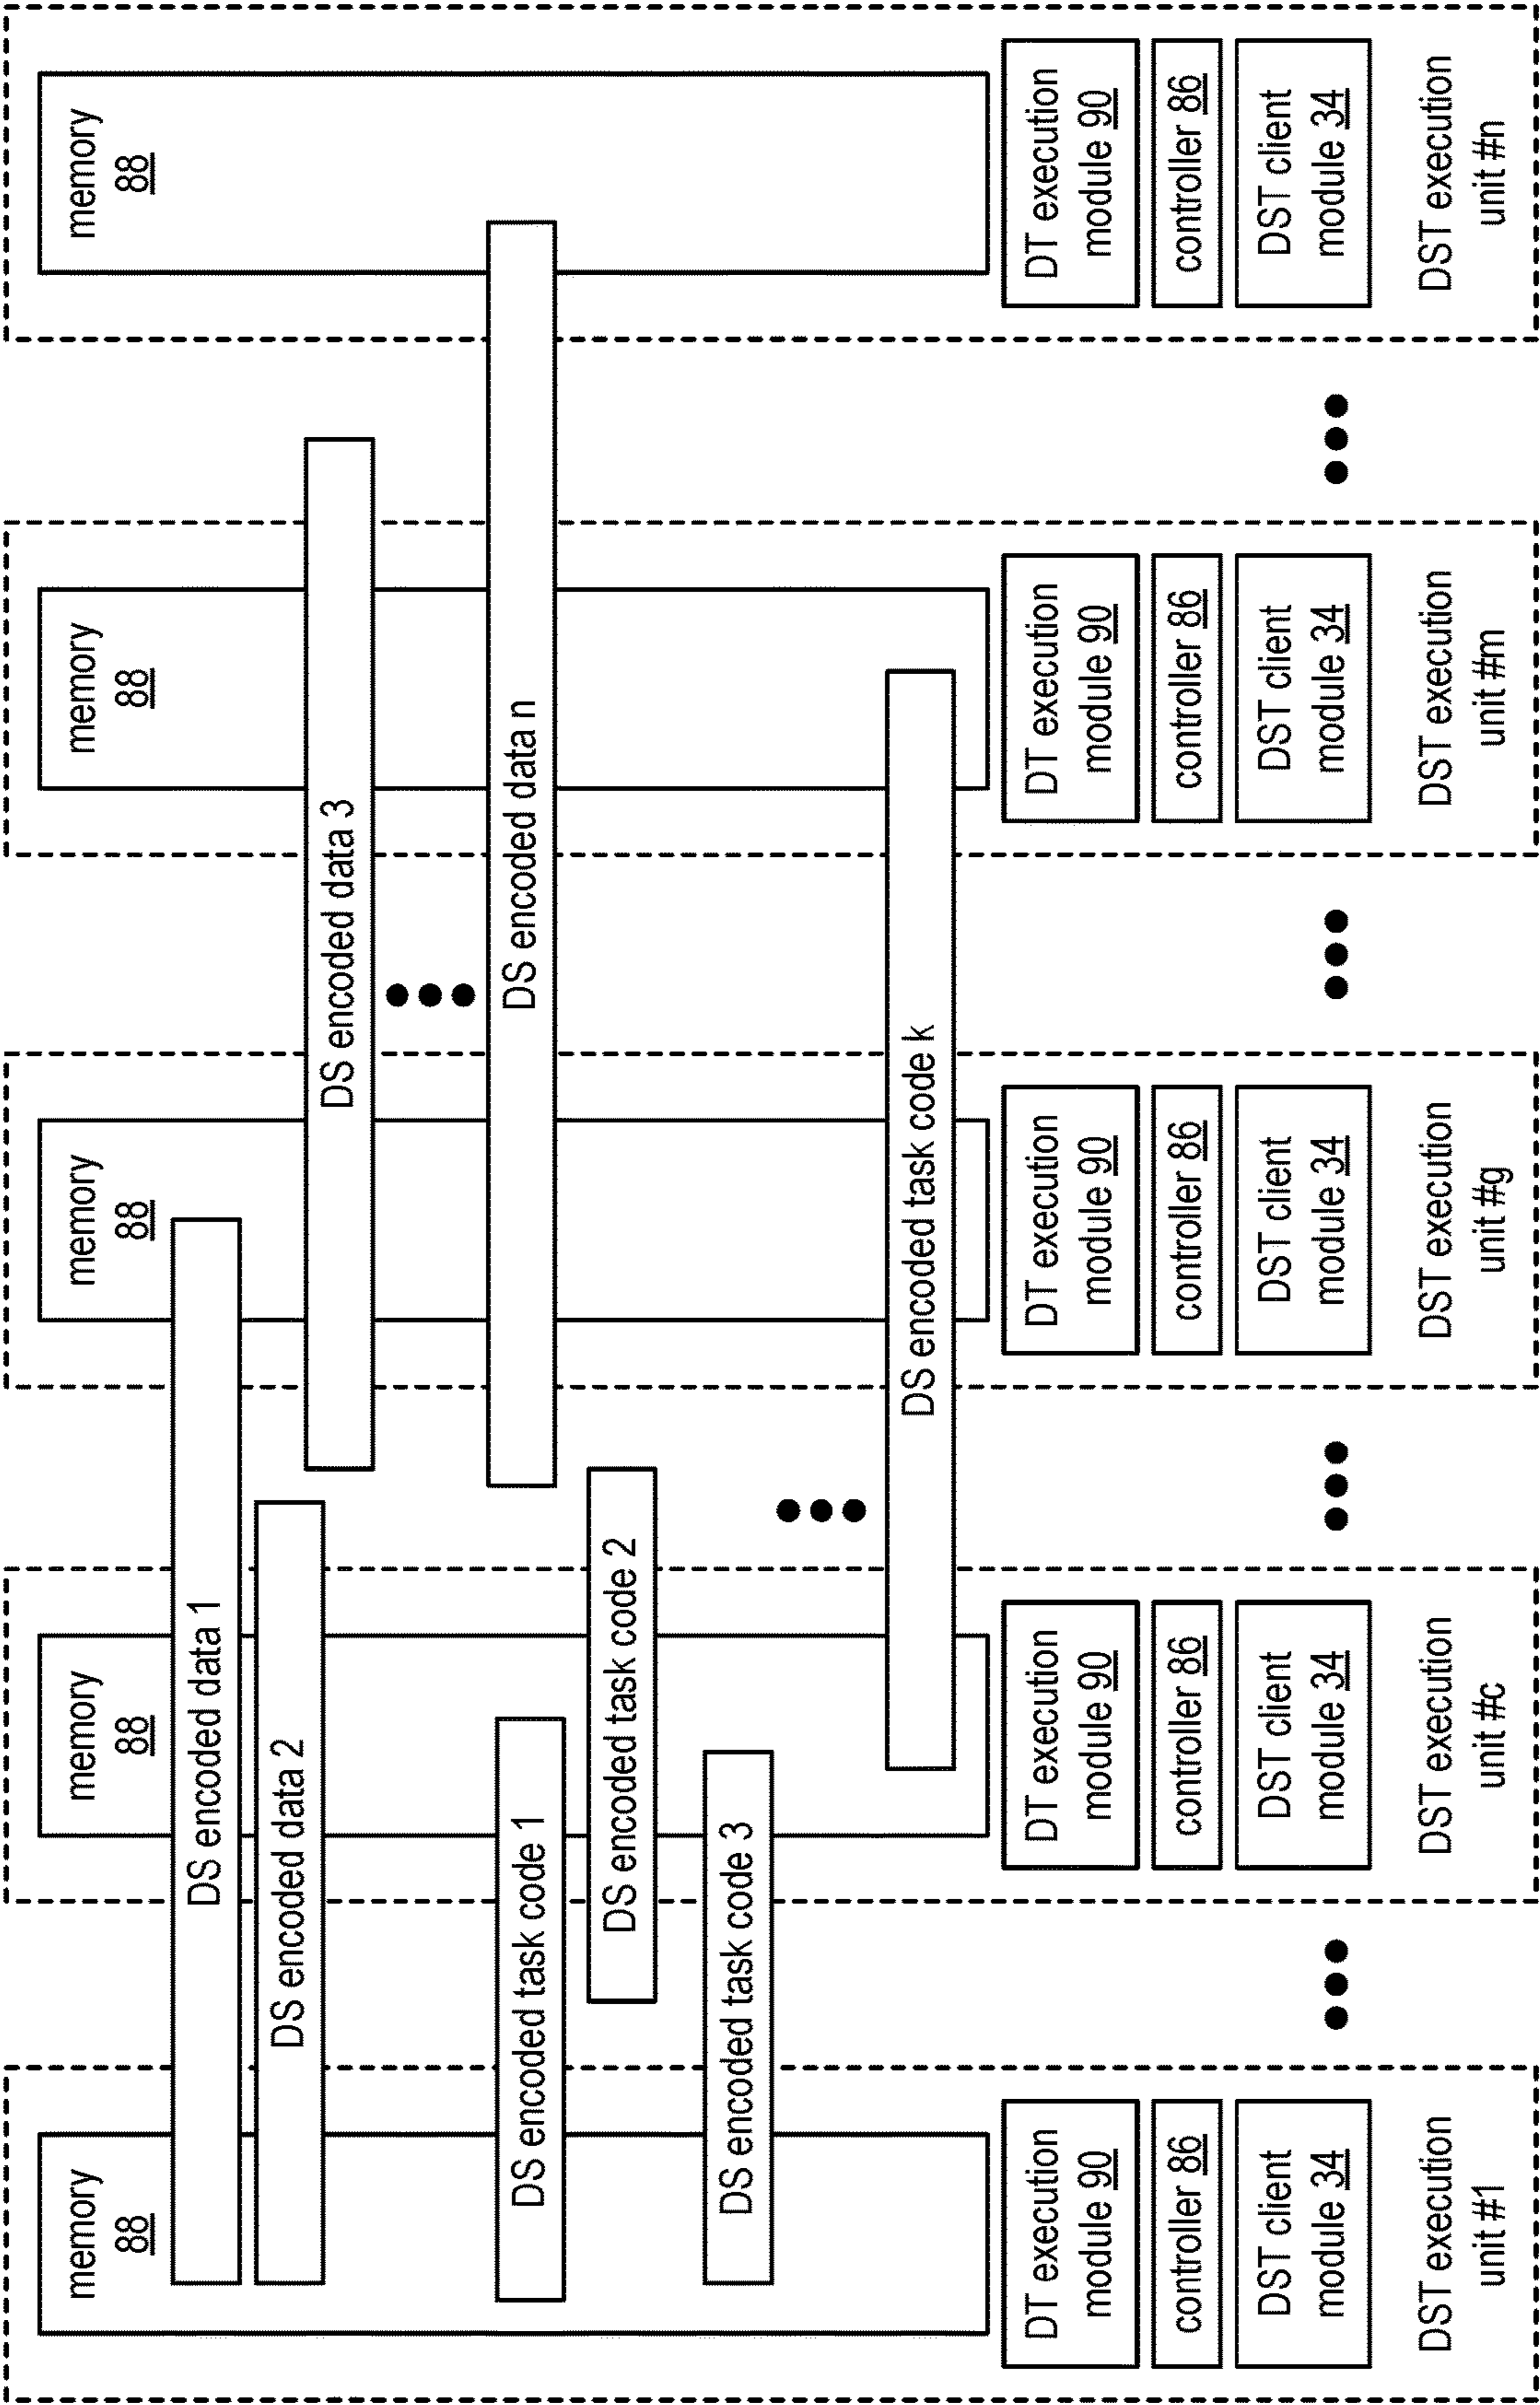 memory
88
memory
88
memory
88
memory
88
memory
88
DS encoded data 1
DS encoded data 2
DS encoded data 3
DS encoded data n
DS encoded task code 1
DS encoded task code 2
DS encoded task code 3
DS encoded task code k
DT execution
module 90
controller 86
DST client
module 34
DST execution
unit #1
DT execution
module 90
controller 86
DST client
module 34
DST execution
unit #c
DT execution
module 90
controller 86
DST client
module 34
DST execution
unit #g
DT execution
module 90
controller 86
DST client
module 34
DST execution
unit #m
DT execution
module 90
controller 86
DST client
module 34
DST execution
unit #n